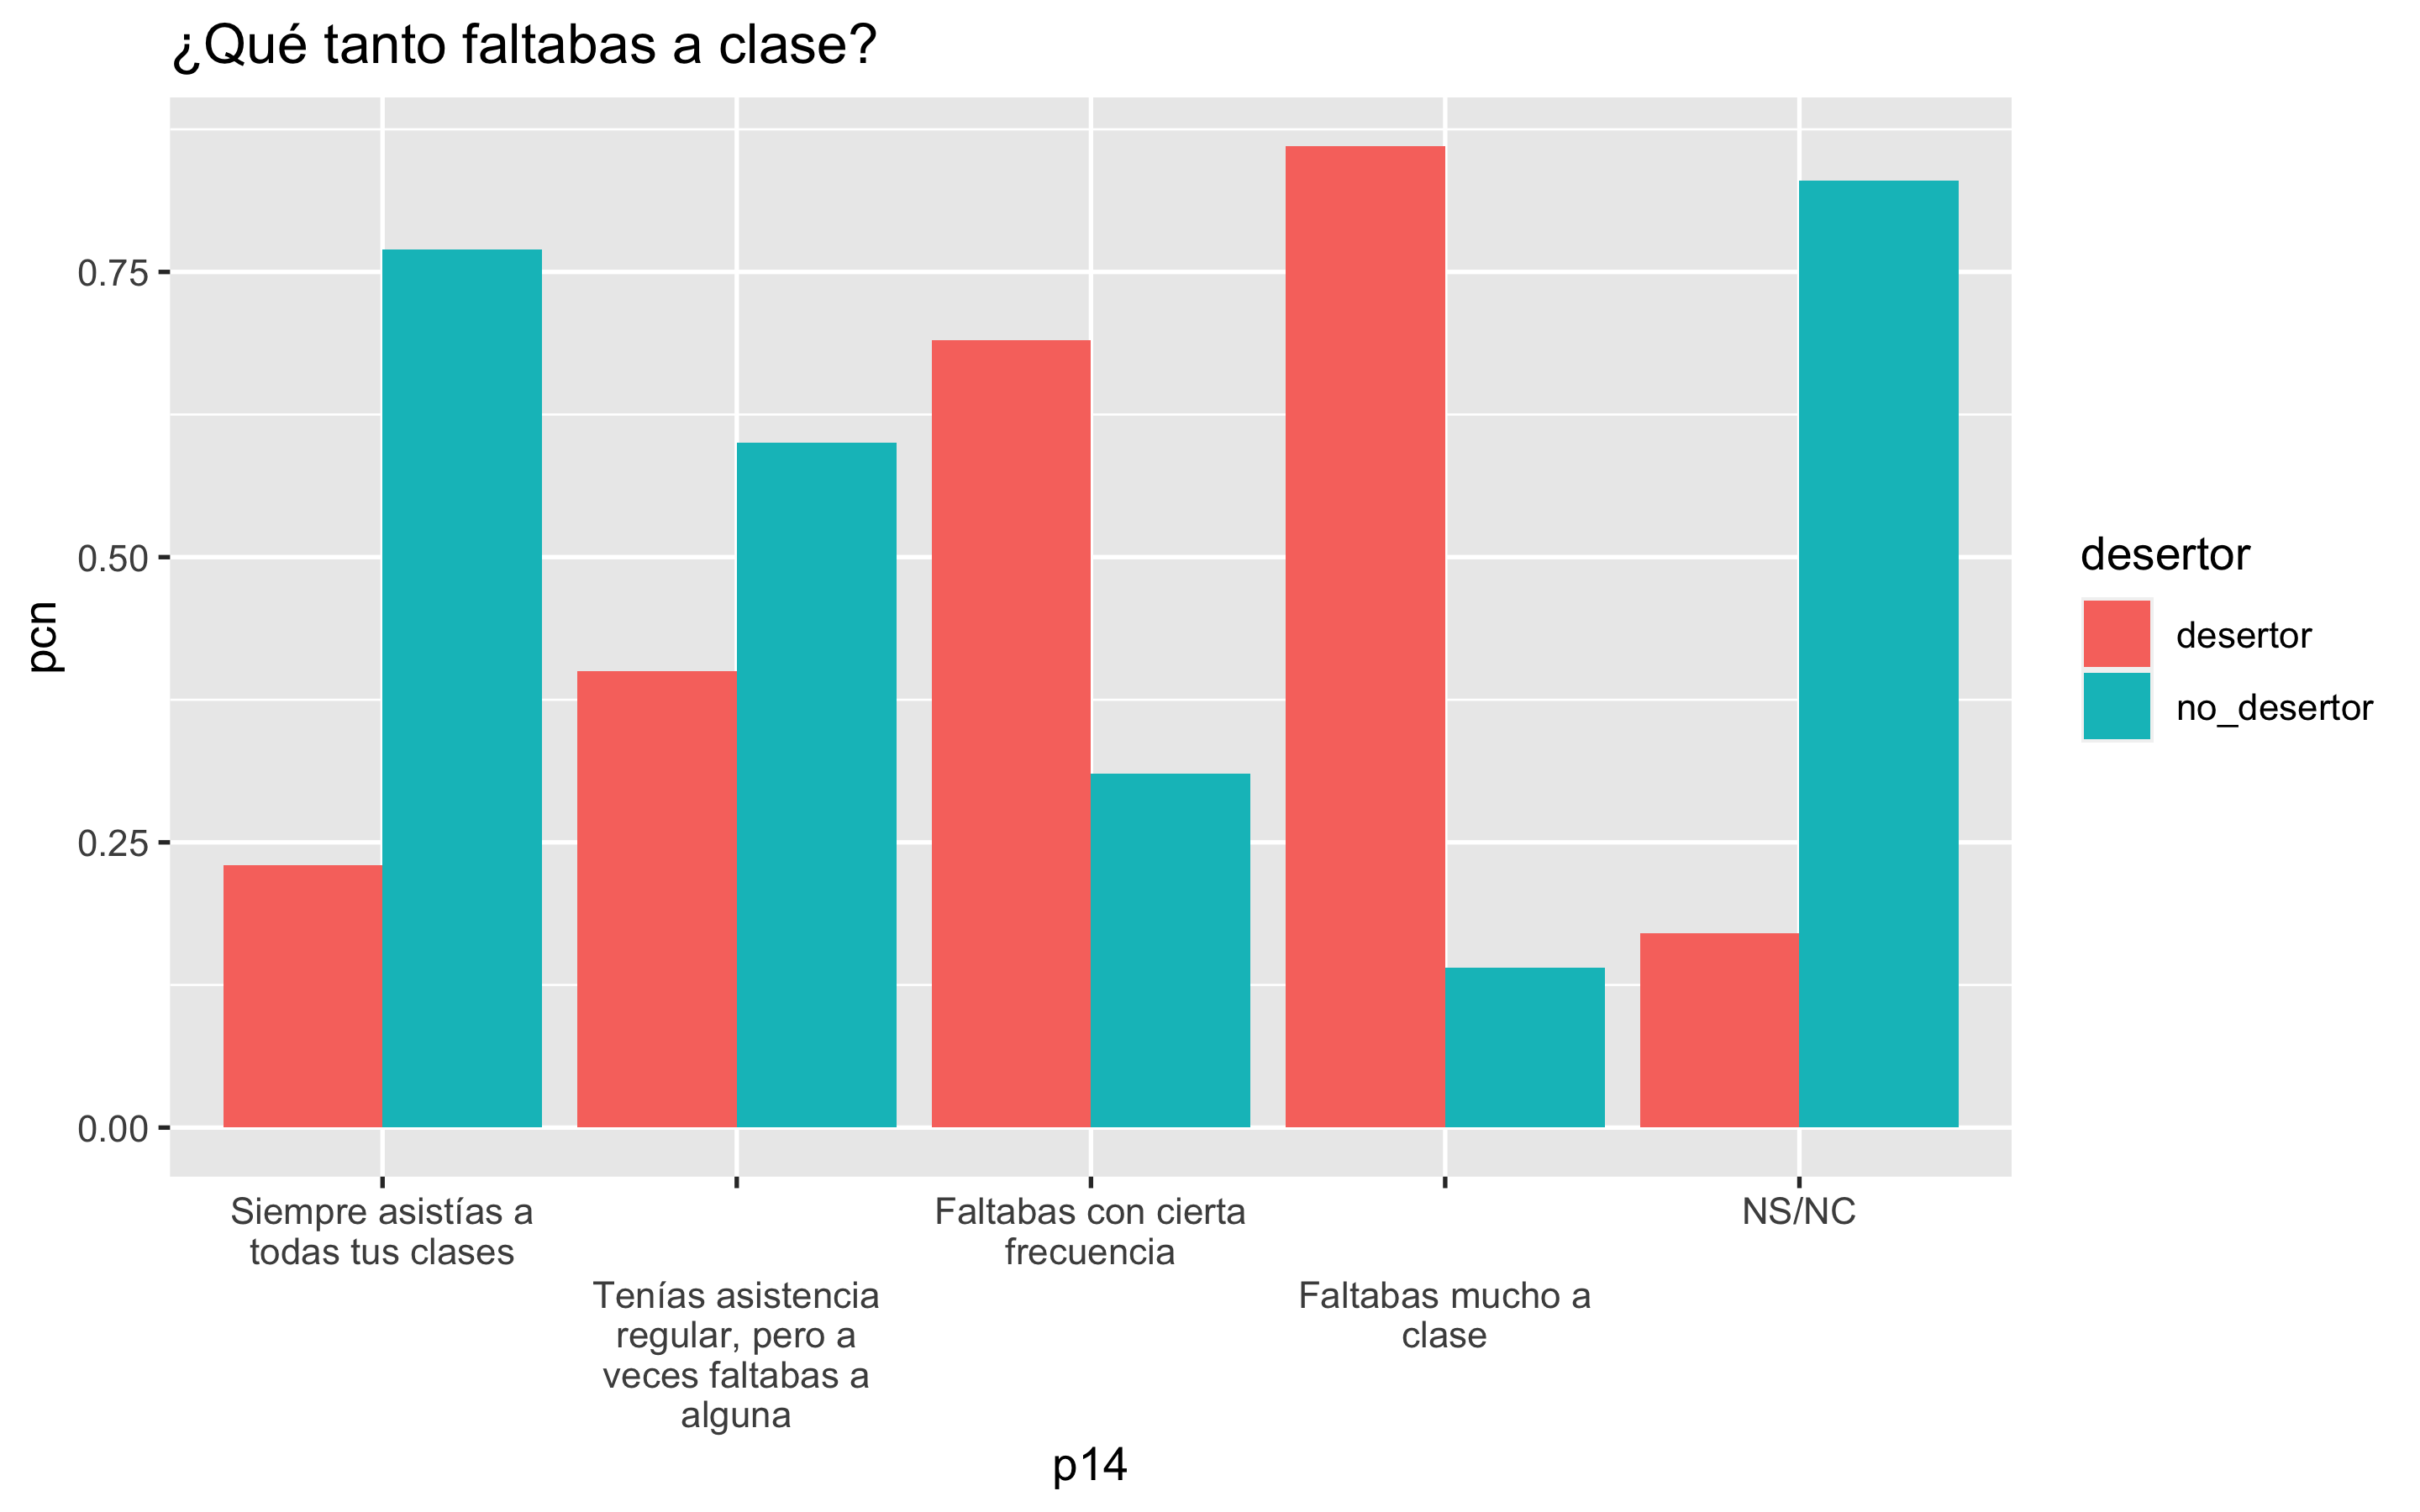 ¿Qué tanto faltabas a clase?
pcn
0.75
0.50
0.25
0.00
Siempre asistías a
todas tus clases
Tenías asistencia
regular, pero a
veces faltabas a
alguna
Faltabas con cierta
frecuencia
Faltabas mucho a
clase
NS/NC
p14
desertor
desertor
no_desertor